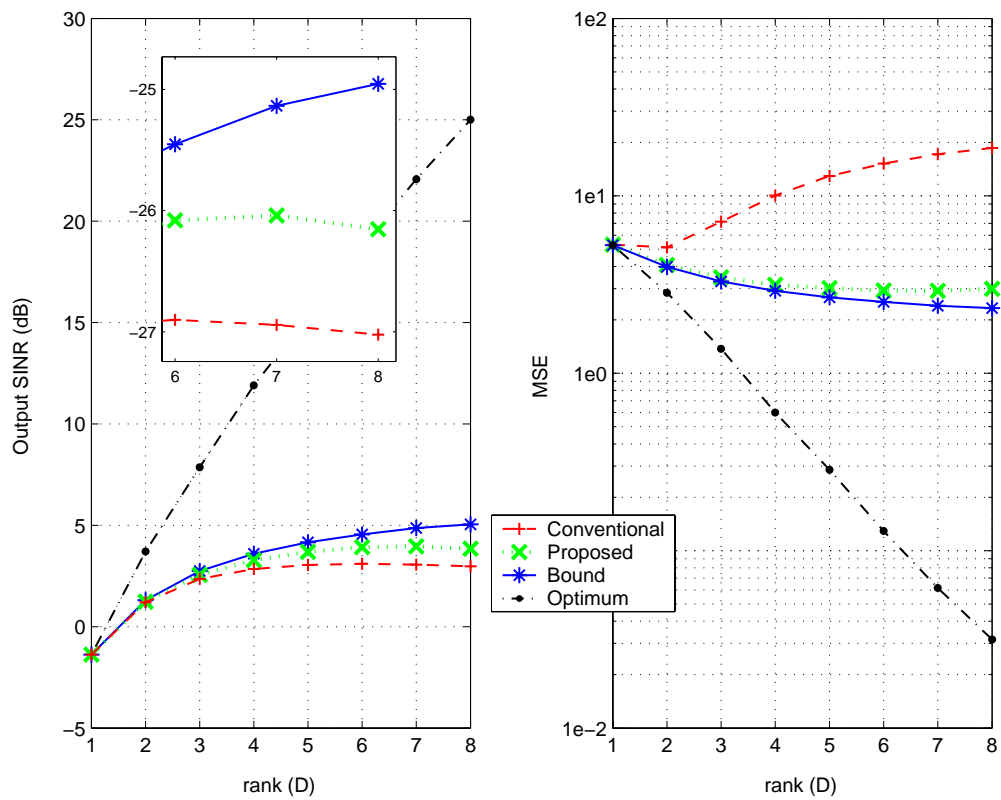 30
25
20
15
10
5
0
−5
Output SINR (dB)
1 2 3 4 5 6 7 8
rank (D)
−25
−26
−27
6 7 8
1e2
1e1
1e0
1e−2
MSE
1 2 3 4 5 6 7 8
rank (D)
Conventional
Proposed
Bound
Optimum